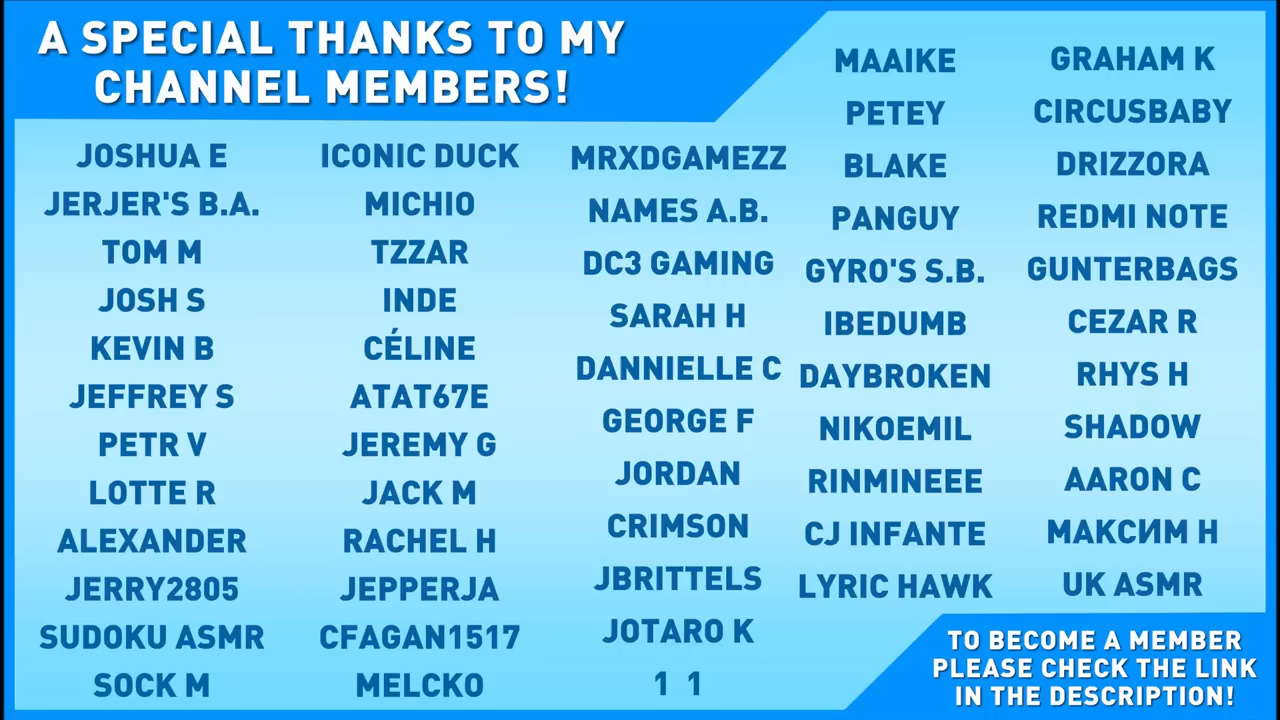 A SPECIAL THANKS TO MY
CHANNEL MEMBERS!
JOSHUA E
JERJER'S B.A.
TOM M
JOSH S
KEVIN B
JEFFREY S
PETR V
LOTTE R
ALEXANDER
JERRY2805
SUDOKU ASMR
SOCK M
ICONIC DUCK
MICHIO
TZZAR
INDE
CÉLINE
ATAT67E
JEREMY G
JACK M
RACHEL H
JEPPERJA
CFAGAN1517
MELCKO
MRXDGAMEZZ
NAMES A.B.
DC3 GAMING
SARAH H
DANNIELLE C
GEORGE F
JORDAN
CRIMSON
JBRITTELS
JOTARO K
1 1
MAAIKE
PETEY
BLAKE
PANGUY
GYRO'S S.B.
IBEDUMB
DAYBROKEN
NIKOEMIL
RINMINEEE
CJ INFANTE
LYRIC HAWK
GRAHAM K
CIRCUSBABY
DRIZZORA
REDMI NOTE
GUNTERBAGS
CEZAR R
RHYS H
SHADOW
AARON C
МАКСИМ Н
UK ASMR
TO BECOME A MEMBER
PLEASE CHECK THE LINK
IN THE DESCRIPTION!